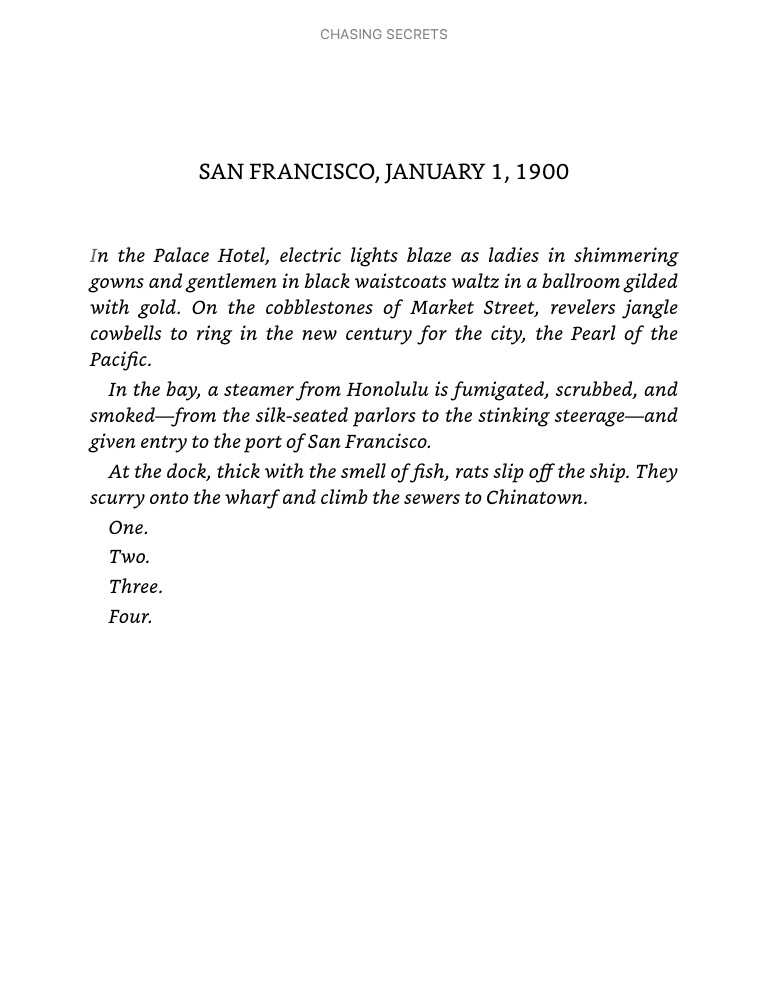 CHASING SECRETS
SAN FRANCISCO, JANUARY 1, 1900
In the Palace Hotel, electric lights blaze as ladies in shimmering
gowns and gentlemen in black waistcoats waltz in a ballroom gilded
with gold. On the cobblestones of Market Street, revelers jangle
cowbells to ring in the new century for the city, the Pearl of the
Pacific.
In the bay, a steamer from Honolulu is fumigated, scrubbed, and
smoked—from the silk-seated parlors to the stinking steerage—and
given entry to the port of San Francisco.
At the dock, thick with the smell of fish, rats slip off the ship. They
scurry onto the wharf and climb the sewers to Chinatown.
One.
Two.
Three.
Four.